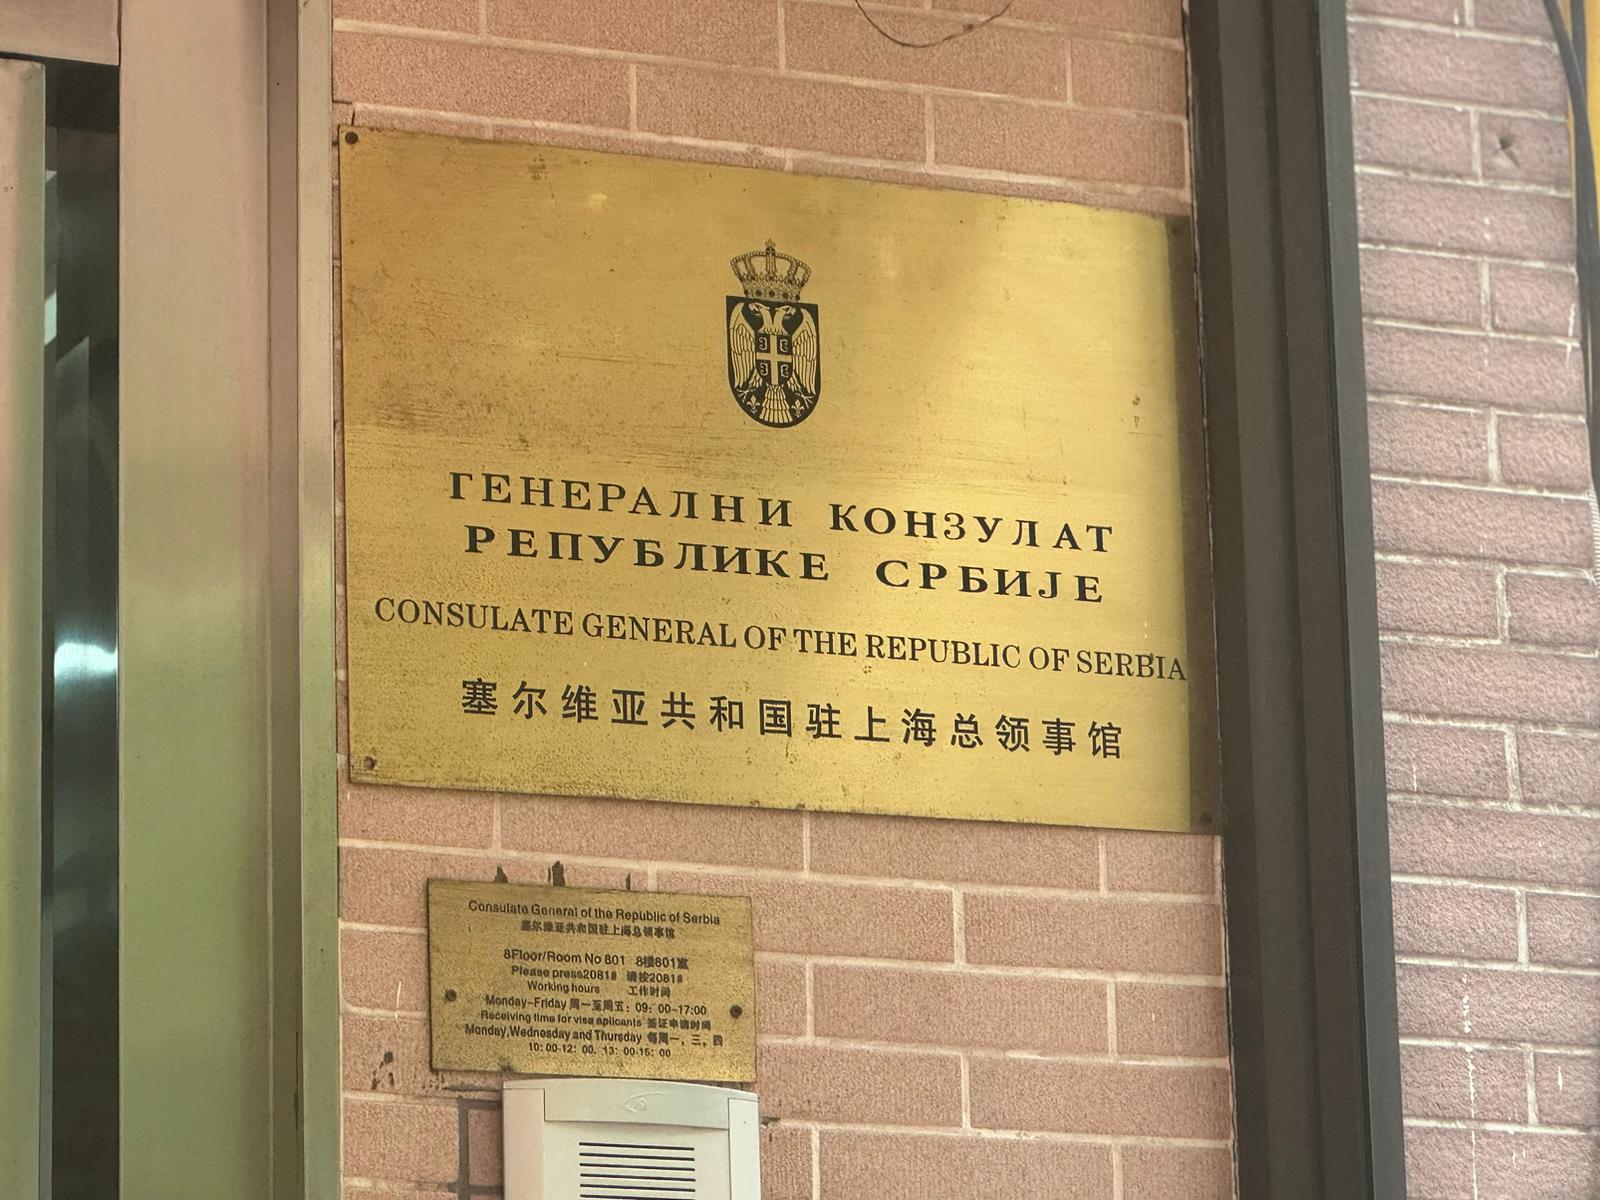 ГЕНЕРАЛНИ КОНЗУЛАТ
РЕПУБЛИКЕ СРБИЈЕ
CONSULATE GENERAL OF THE REPUBLIC OF SERBIA
塞尔维亚共和国驻上海总领事馆
Consulate General of the Republic of Serbia
塞尔维亚共和国驻上海总领事馆
8Floor/Room No 801 8楼801室
Please press2081# 请按2081#
Working hours 工作时间
Monday-Friday 周一至周五: 09: 00-17:00
Receiving time for visa aplicants 签证申请时间
Monday,Wednesday and Thursday 每周一, 三, 四
10: 00-12: 00, 13: 00-15: 00